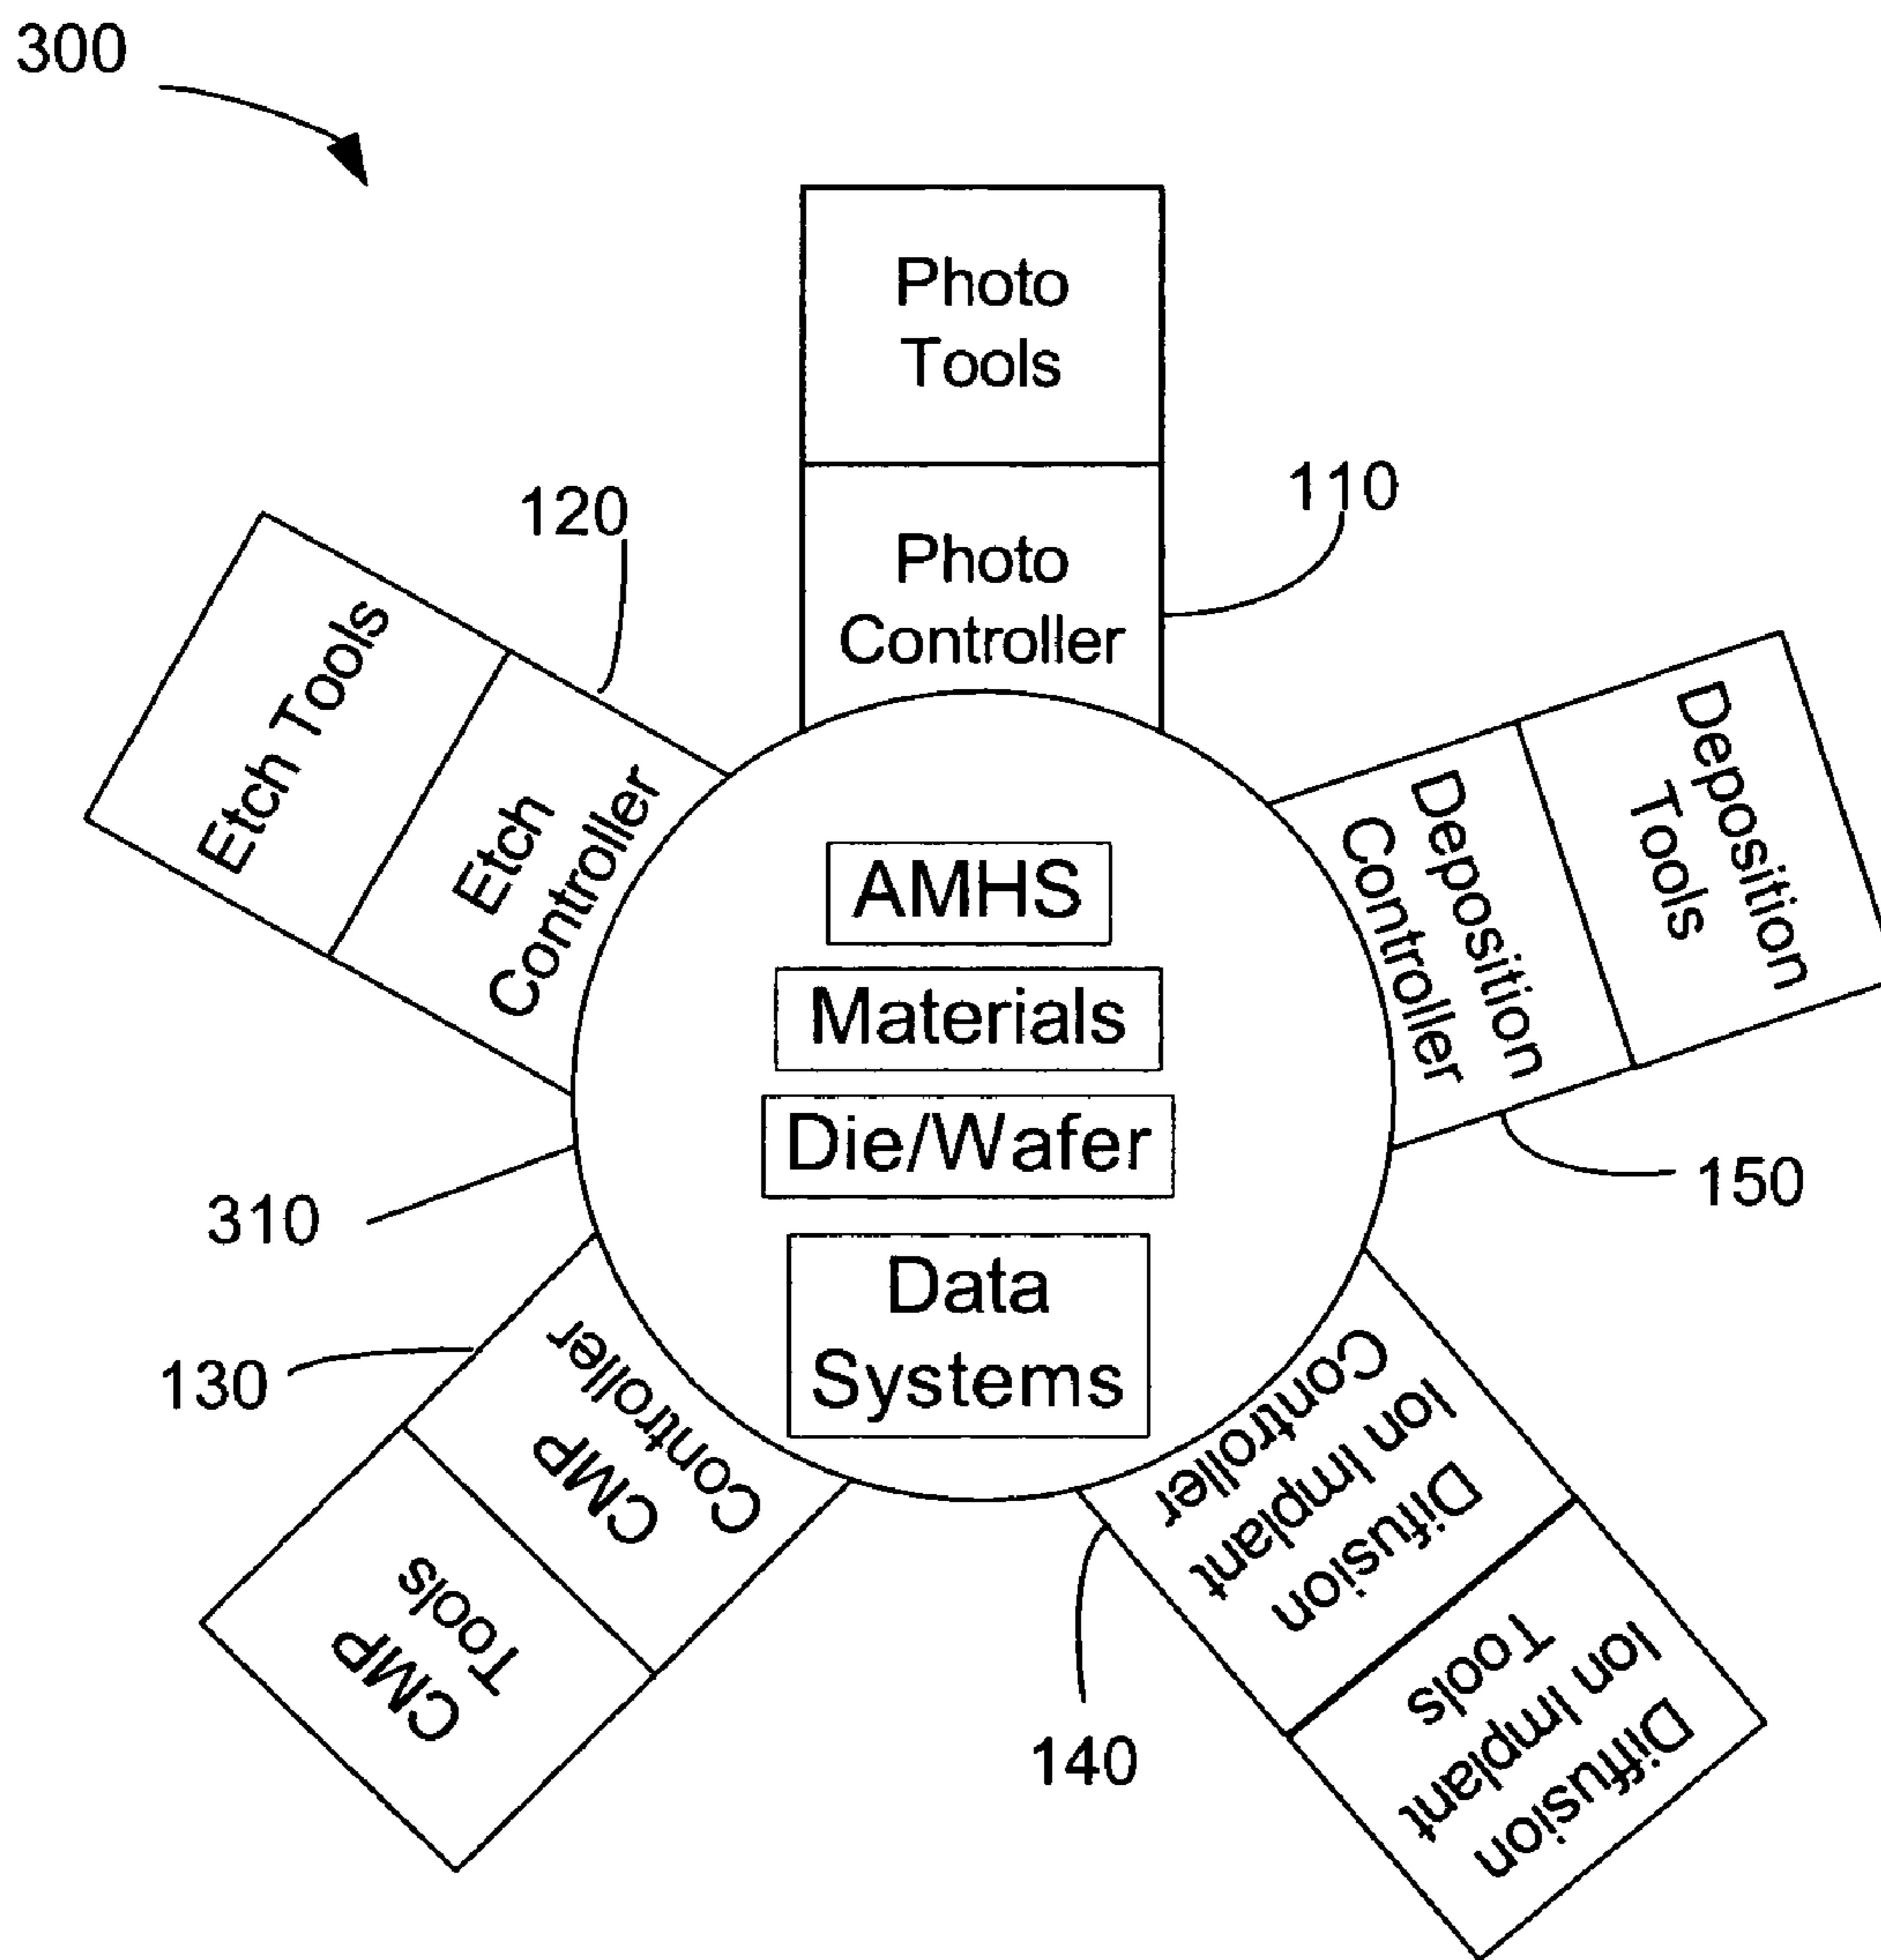 300
Photo
Tools
Photo
Controller
110
120
Etch Tools
Etch
Controller
Deposition
Tools
Deposition
Controller
150
AMHS
Materials
Die/Wafer
Data
Systems
310
130
CMP
Controller
CMP
Tools
Difusion
Ion Implant
Controller
Diffusion
Ion Implant
Tools
140